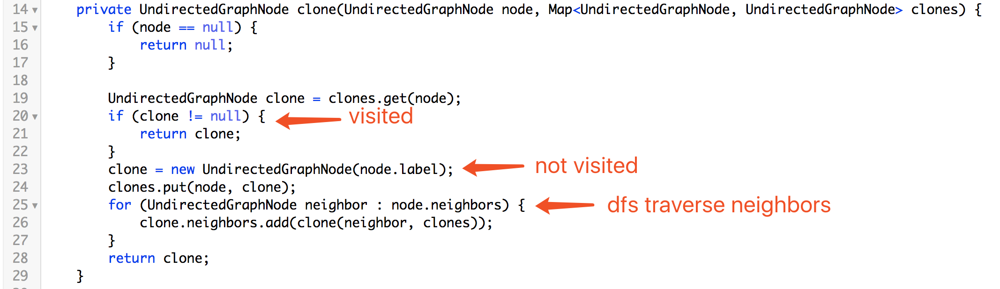 14 private UndirectedGraphNode clone(UndirectedGraphNode node, Map<UndirectedGraphNode, UndirectedGraphNode> clones) {
15 if (node == null) {
16 return null;
17 }
18
19 UndirectedGraphNode clone = clones.get(node);
20 if (clone != null) { visited
21 return clone;
22 }
23 clone = new UndirectedGraphNode(node.label); not visited
24 clones.put(node, clone);
25 for (UndirectedGraphNode neighbor : node.neighbors) { dfs traverse neighbors
26 clone.neighbors.add(clone(neighbor, clones));
27 }
28 return clone;
29 }